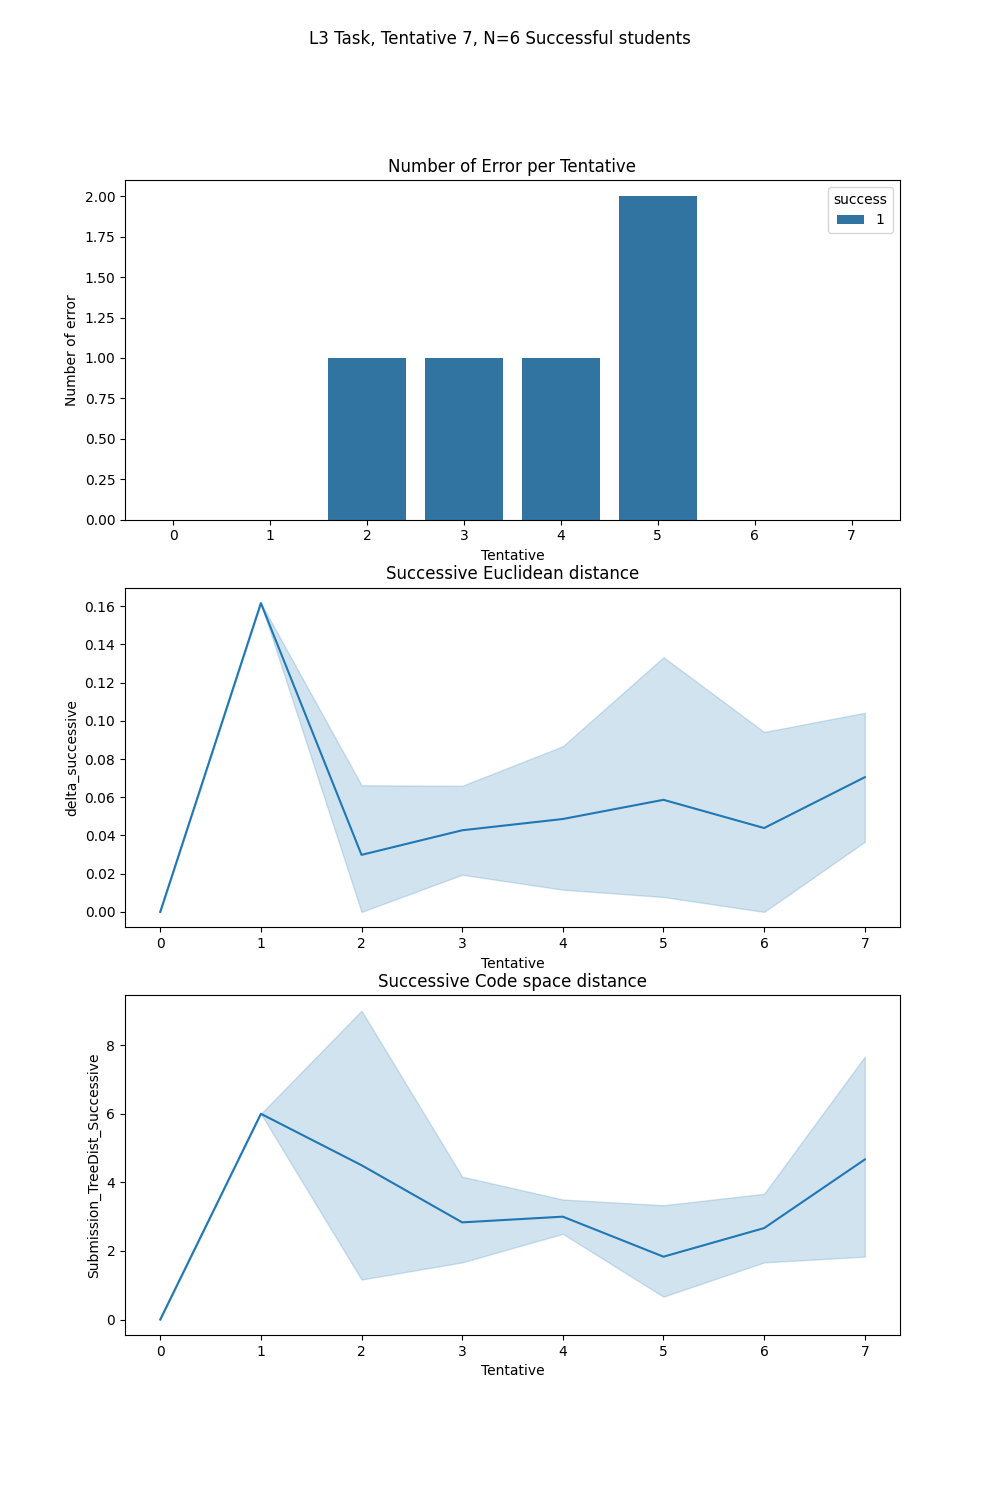 L3 Task, Tentative 7, N=6 Successful students
Number of Error per Tentative
2.00
1.75
1.50
1.25
1.00
0.75
0.50
0.25
0.00
Number of error
success
1
0 1 2 3 4 5 6 7
Tentative
Successive Euclidean distance
0.16
0.14
0.12
0.10
0.08
0.06
0.04
0.02
0.00
delta_successive
0 1 2 3 4 5 6 7
Tentative
Successive Code space distance
8
6
4
2
0
Submission_TreeDist_Successive
0 1 2 3 4 5 6 7
Tentative